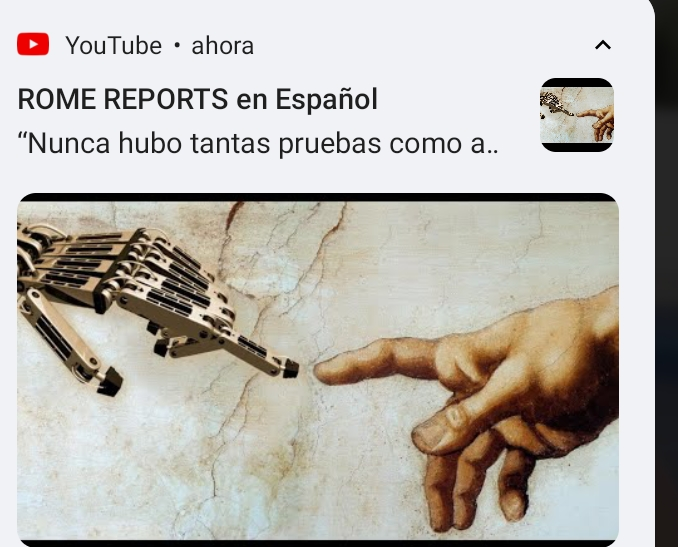 YouTube • ahora
ROME REPORTS en Español
“Nunca hubo tantas pruebas como a..